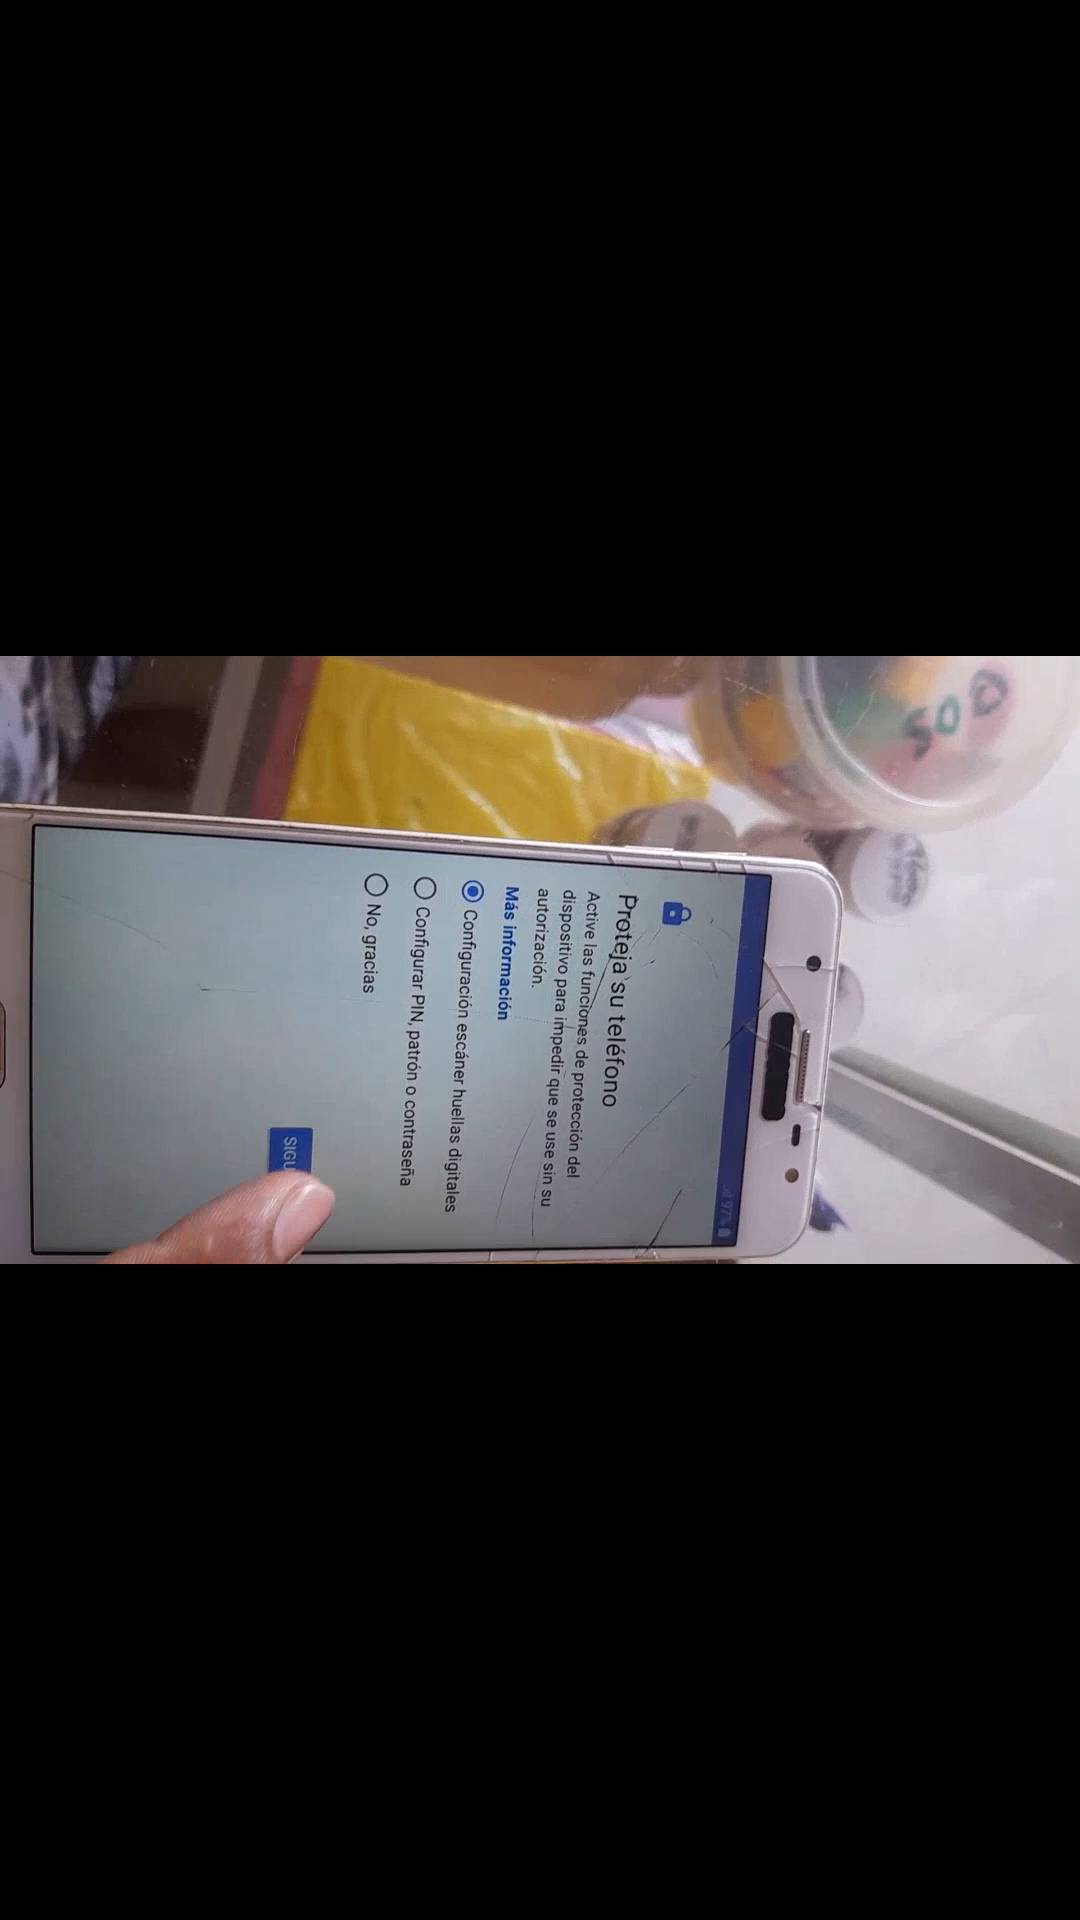 97%
Proteja su teléfono
Active las funciones de protección del
dispositivo para impedir que se use sin su
autorización.
Más información
Configuración escáner huellas digitales
Configurar PIN, patrón o contraseña
No, gracias
500